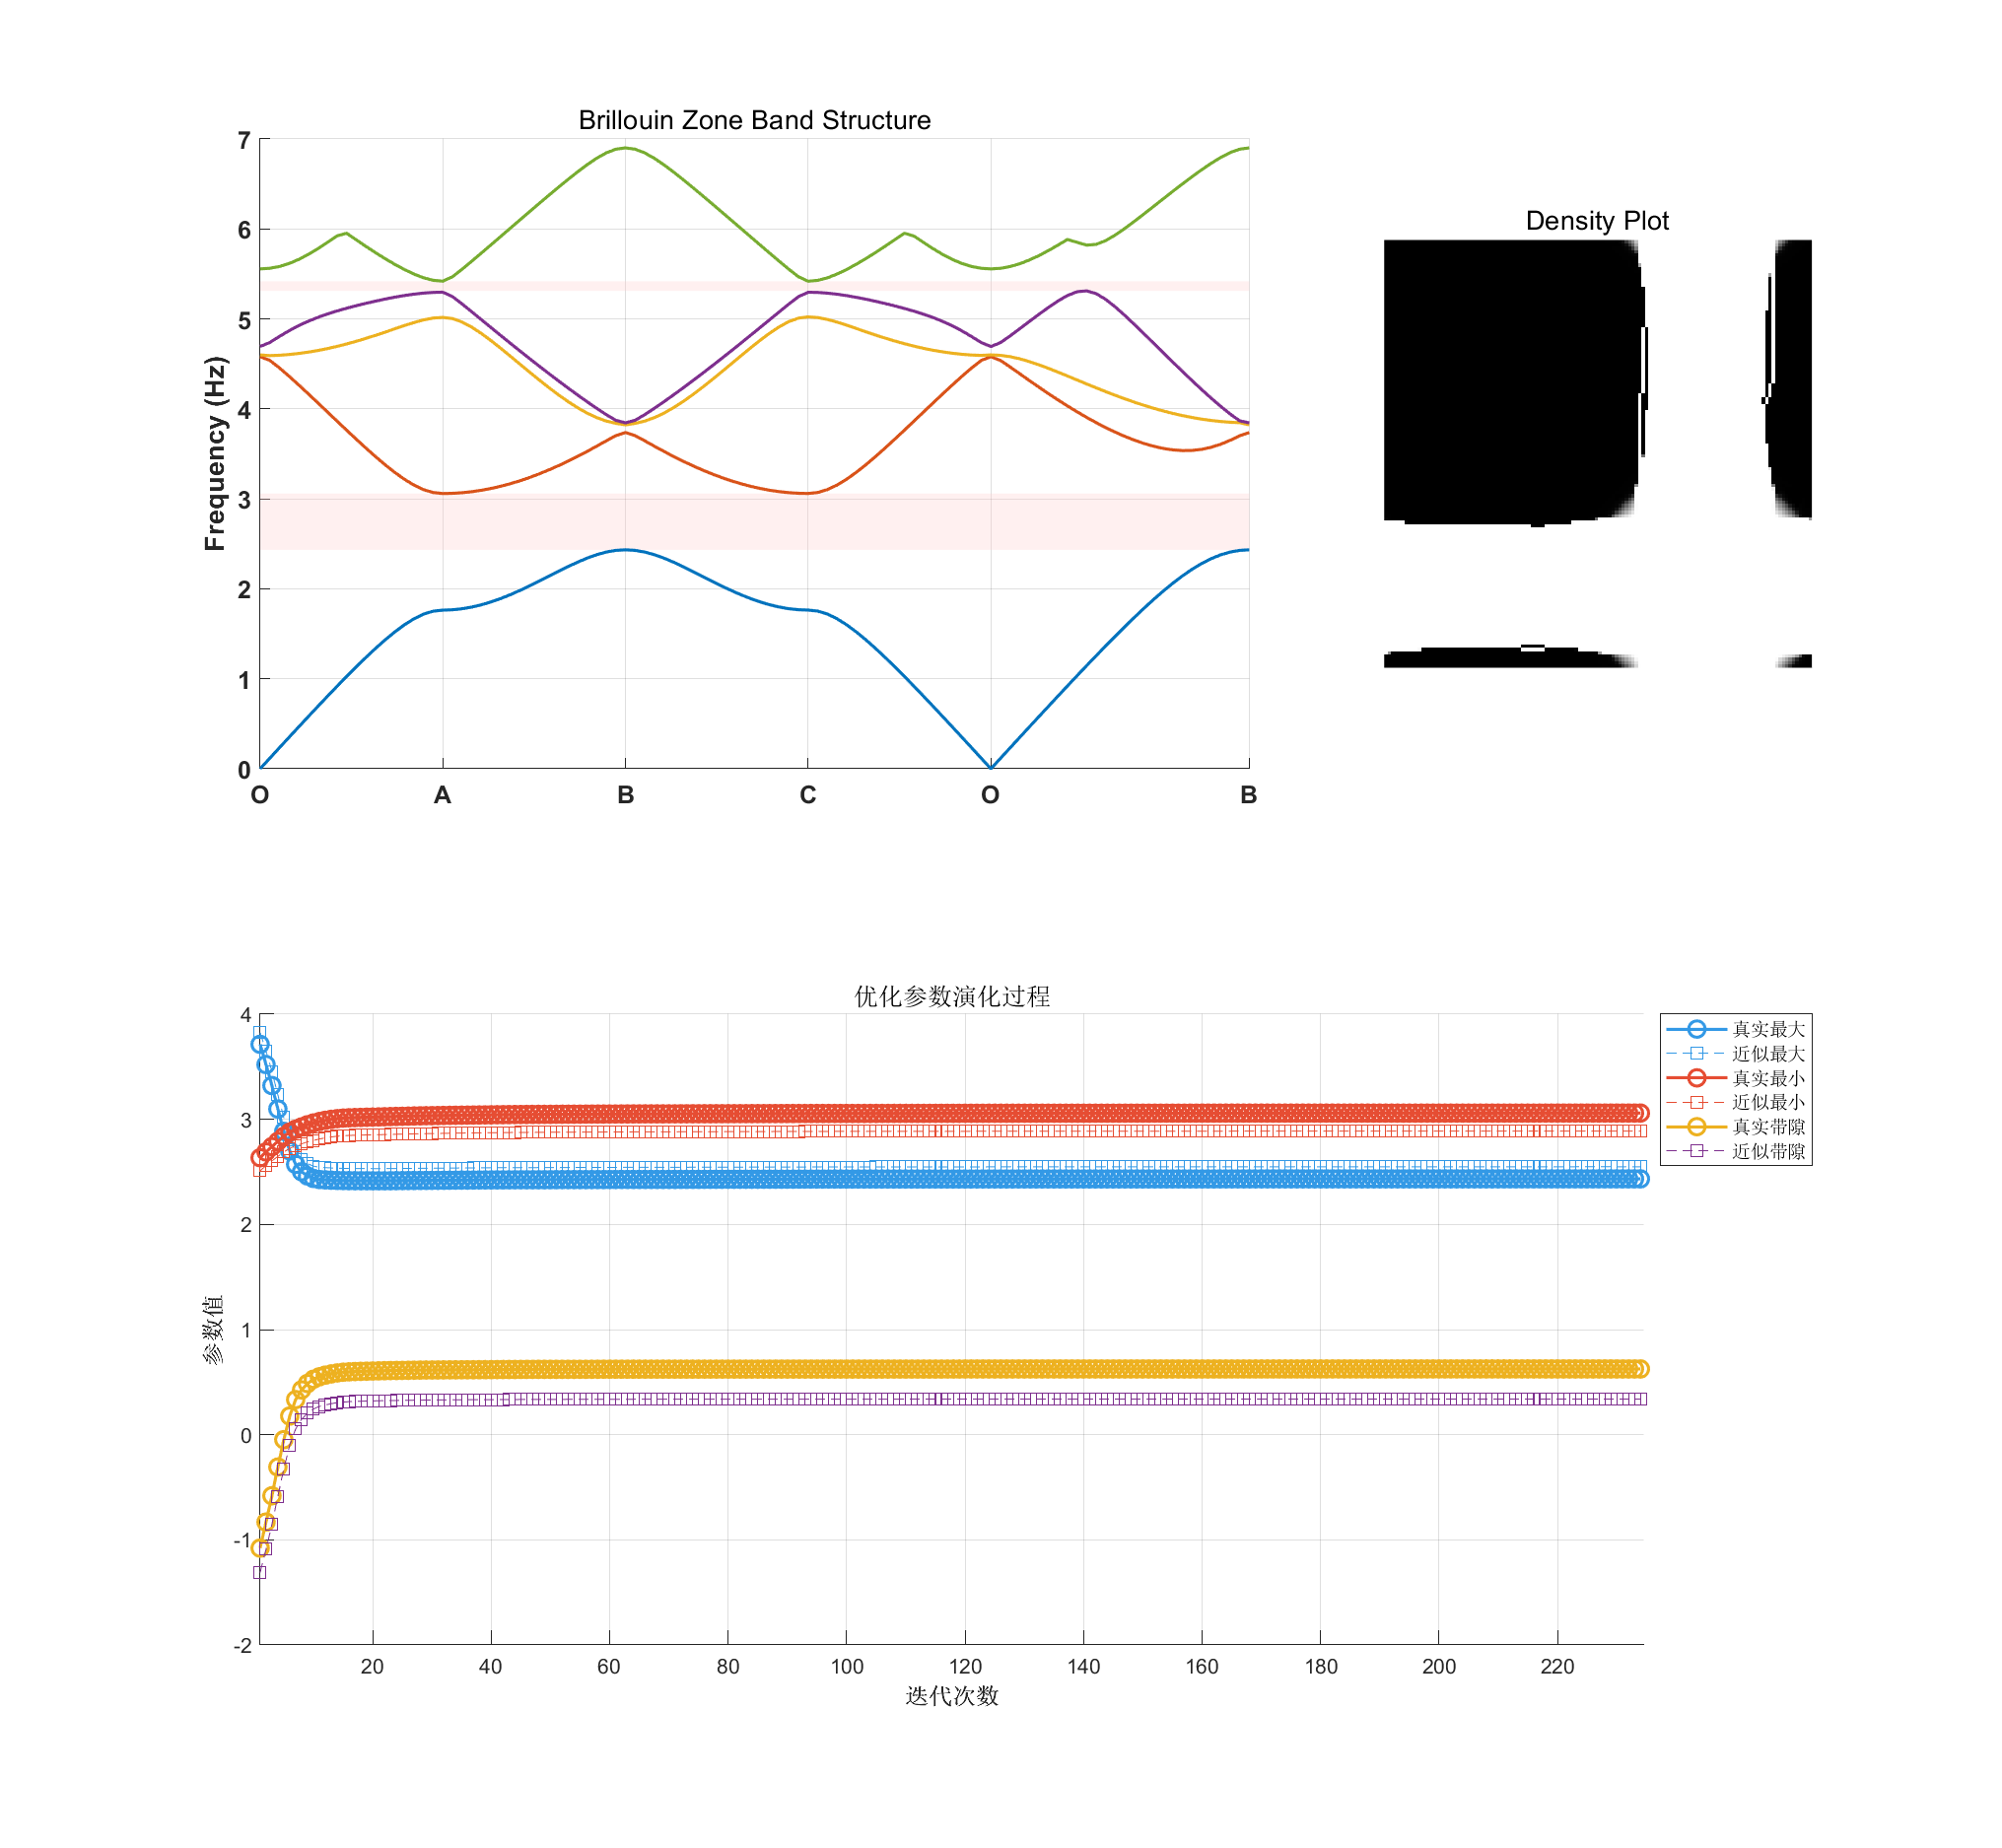 Brillouin Zone Band Structure
7
6
5
4
3
2
1
0
Frequency (Hz)
O A B C O B
Density Plot
优化参数演化过程
4
3
2
1
0
-1
-2
参数值
20 40 60 80 100 120 140 160 180 200 220
迭代次数
真实最大
近似最大
真实最小
近似最小
真实带隙
近似带隙